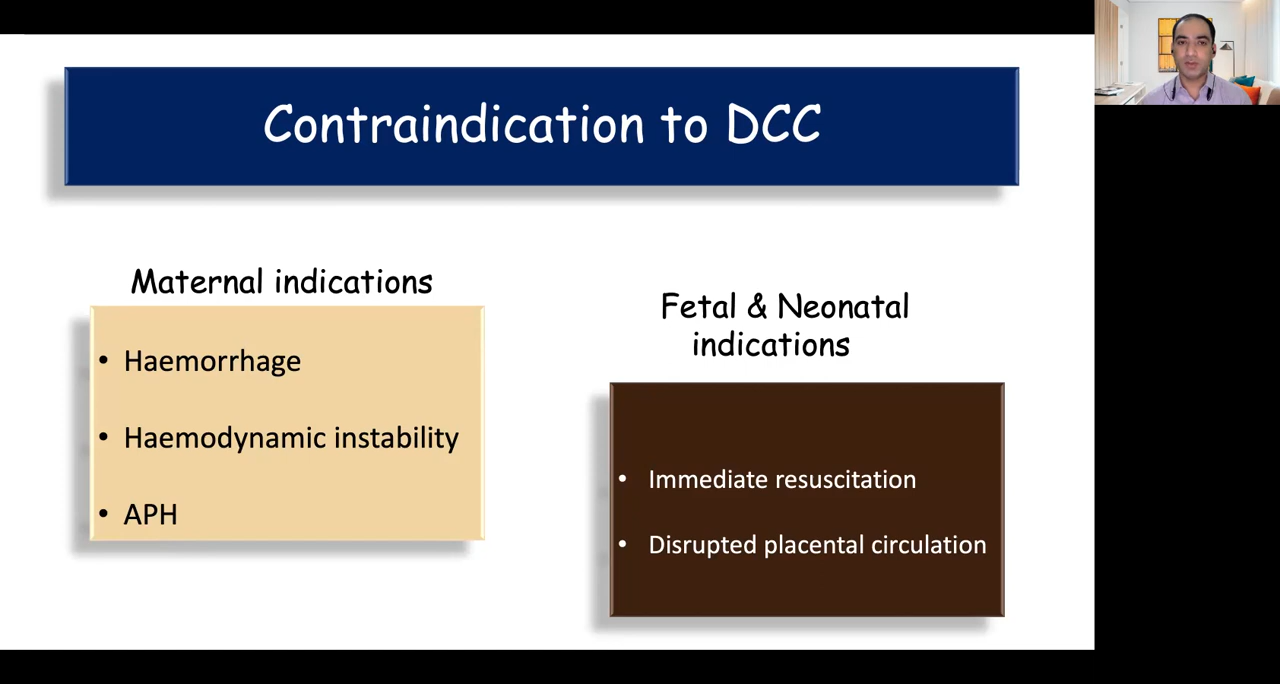 Contraindication to DCC
Maternal indications
• Haemorrhage
• Haemodynamic instability
• APH
Fetal & Neonatal
indications
• Immediate resuscitation
• Disrupted placental circulation